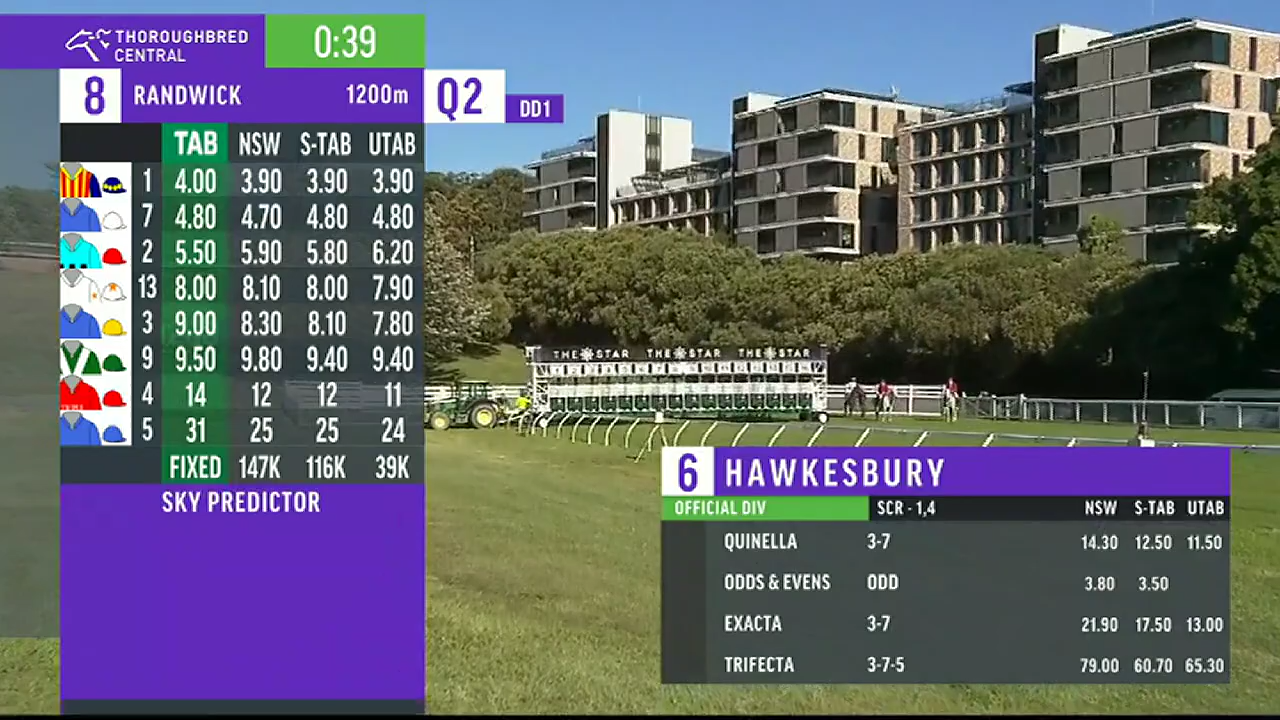 THOROUGHBRED
CENTRAL
0:39
8 RANDWICK 1200m Q2 DD1
TAB NSW S-TAB UTAB
1 4.00 3.90 3.90 3.90
7 4.80 4.70 4.80 4.80
2 5.50 5.90 5.80 6.20
13 8.00 8.10 8.00 7.90
3 9.00 8.30 8.10 7.80
9 9.50 9.80 9.40 9.40
4 14 12 12 11
5 31 25 25 24
FIXED 147K 116K 39K
SKY PREDICTOR
THE STAR THE STAR THE STAR
6 HAWKESBURY
OFFICIAL DIV SCR - 1,4 NSW S-TAB UTAB
QUINELLA 3-7 14.30 12.50 11.50
ODDS & EVENS ODD 3.80 3.50
EXACTA 3-7 21.90 17.50 13.00
TRIFECTA 3-7-5 79.00 60.70 65.30